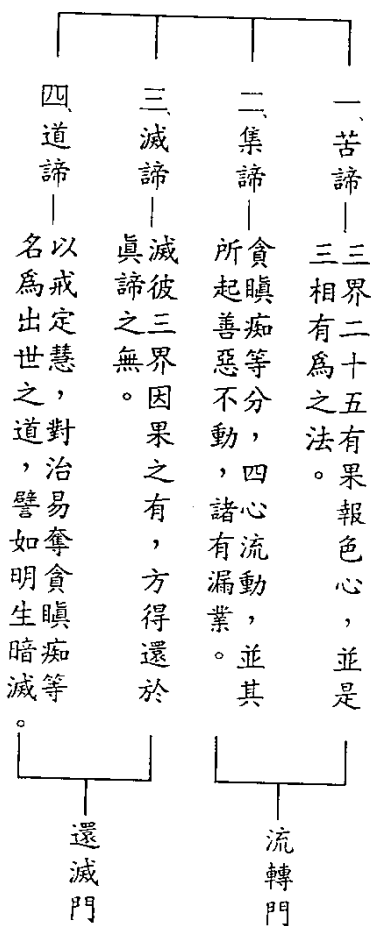 一、苦諦
三界二十五有果報色心，並是
三相有為之法。
二、集諦
貪瞋痴等分，四心流動，並其
所起善惡不動，諸有漏業。
三、滅諦
滅彼三界因果之有，方得還於
眞諦之無。
四、道諦
以戒定慧，對治易奪貪瞋痴等
名爲出世之道，譬如明生暗滅。
流轉門
還滅門